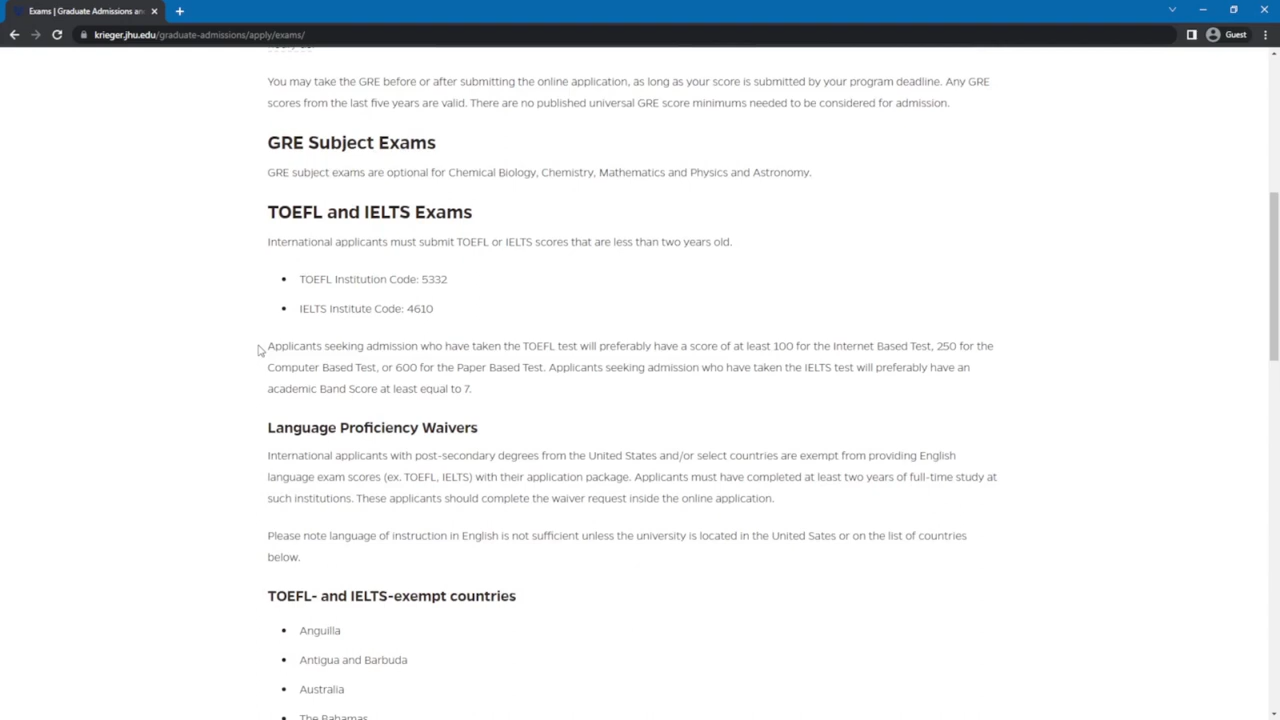 Exams | Graduate Admissions an
krieger.jhu.edu/graduate-admissions/apply/exams/
Guest
You may take the GRE before or after submitting the online application, as long as your score is submitted by your program deadline. Any GRE
scores from the last five years are valid. There are no published universal GRE score minimums needed to be considered for admission.
GRE Subject Exams
GRE subject exams are optional for Chemical Biology, Chemistry, Mathematics and Physics and Astronomy.
TOEFL and IELTS Exams
International applicants must submit TOEFL or IELTS scores that are less than two years old.
• TOEFL Institution Code: 5332
• IELTS Institute Code: 4610
Applicants seeking admission who have taken the TOEFL test will preferably have a score of at least 100 for the Internet Based Test, 250 for the
Computer Based Test, or 600 for the Paper Based Test. Applicants seeking admission who have taken the IELTS test will preferably have an
academic Band Score at least equal to 7.
Language Proficiency Waivers
International applicants with post-secondary degrees from the United States and/or select countries are exempt from providing English
language exam scores (ex. TOEFL, IELTS) with their application package. Applicants must have completed at least two years of full-time study at
such institutions. These applicants should complete the waiver request inside the online application.
Please note language of instruction in English is not sufficient unless the university is located in the United Sates or on the list of countries
below.
TOEFL- and IELTS-exempt countries
• Anguilla
• Antigua and Barbuda
• Australia
• The Bahamas